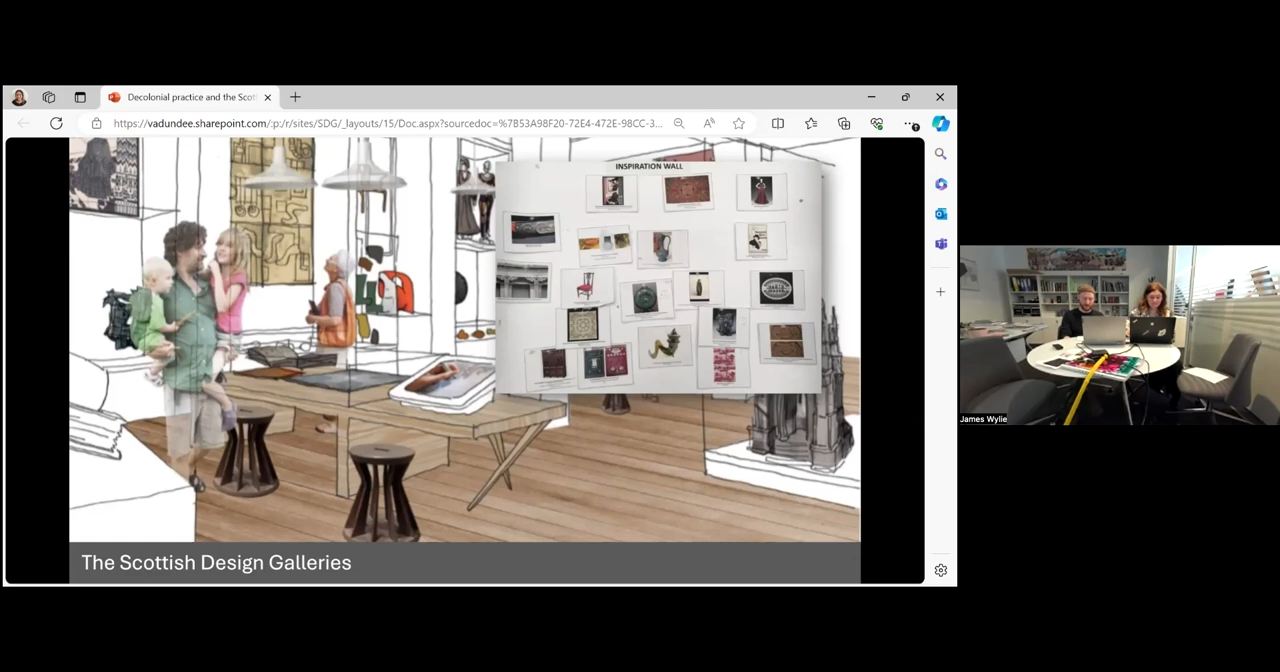 Decolonial practice and the Scot
https://vadundee.sharepoint.com/:p:/r/sites/SDG/_layouts/15/Doc.aspx?sourcedoc=%7B53A98F20-72E4-472E-98CC-3...
INSPIRATION WALL
The Scottish Design Galleries
James Wylie